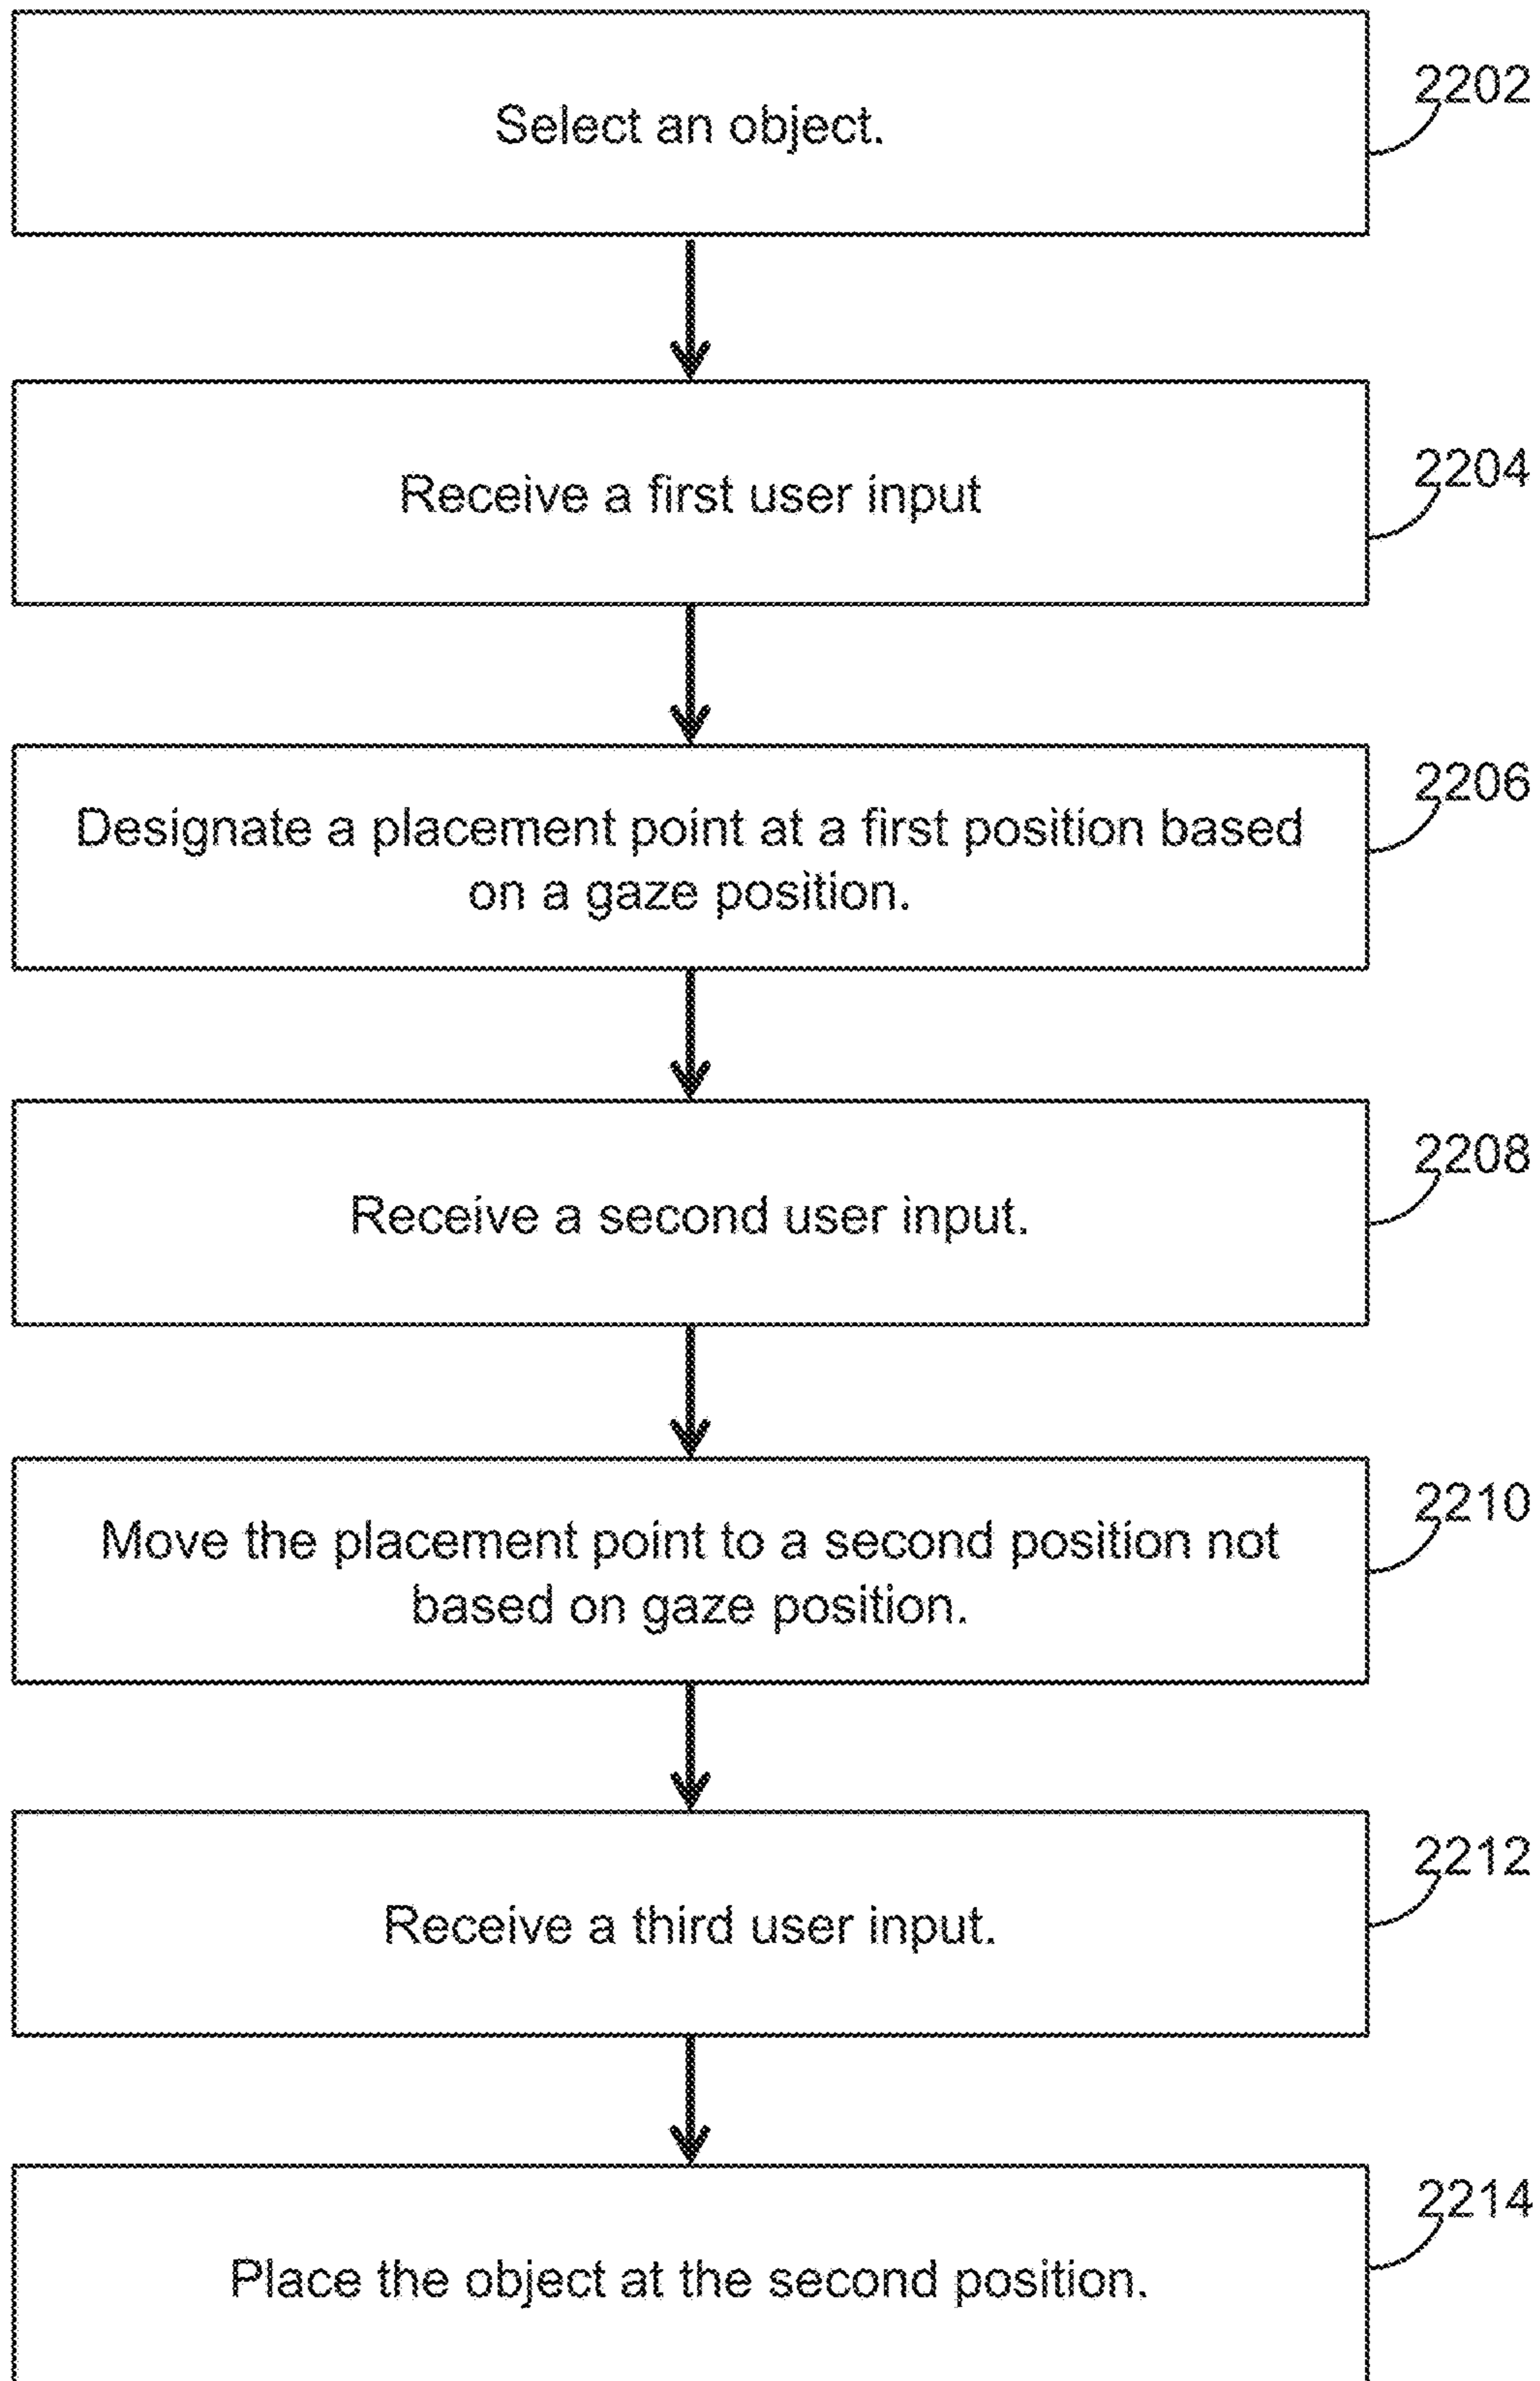 Select an object.
2202
Receive a first user input
2204
Designate a placement point at a first position based
on a gaze position.
2206
Receive a second user input.
2208
Move the placement point to a second position not
based on gaze position.
2210
Receive a third user input.
2212
Place the object at the second position.
2214